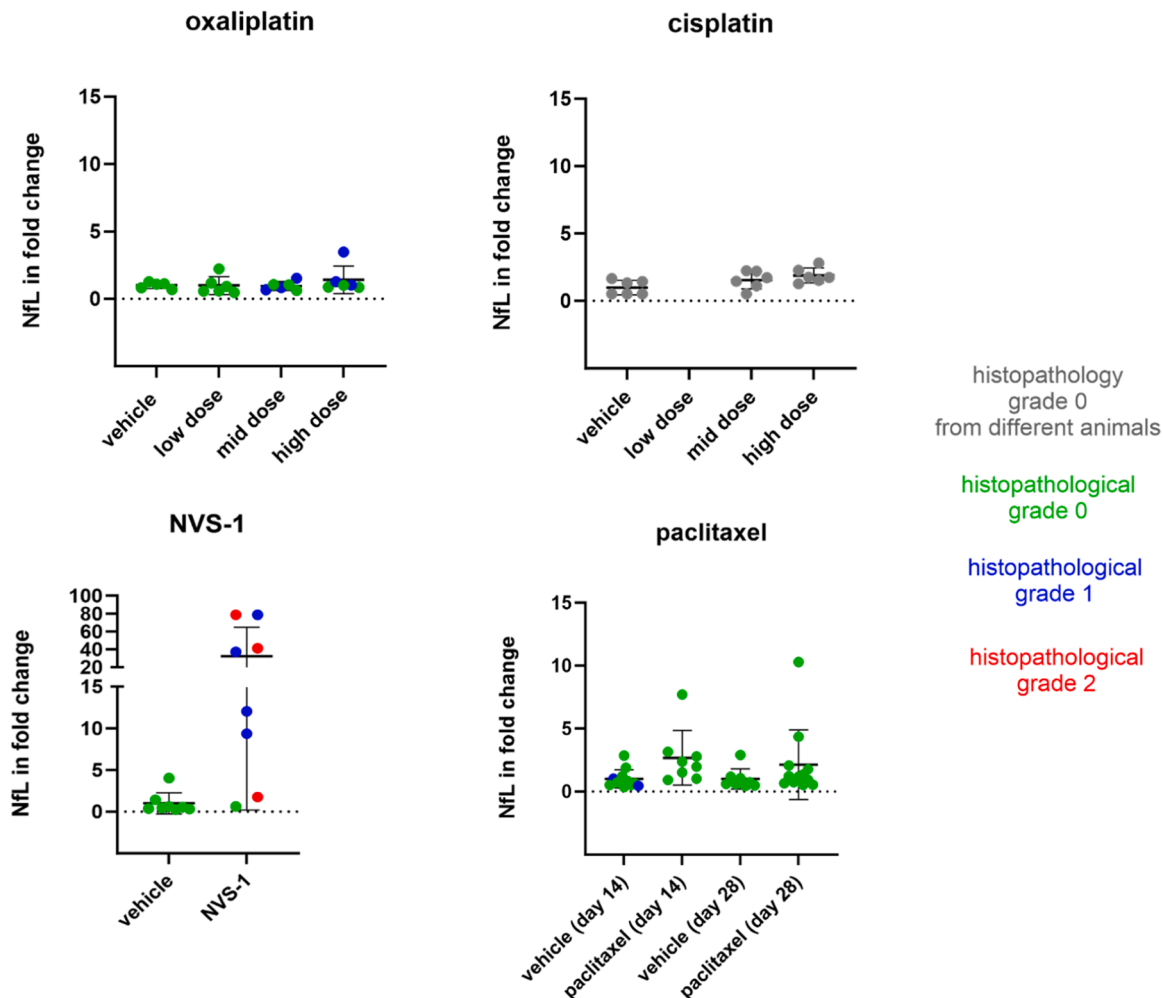 oxaliplatin
NfL in fold change
15
10
5
0
vehicle
low dose
mid dose
high dose
cisplatin
NfL in fold change
15
10
5
0
vehicle
low dose
mid dose
high dose
histopathology
grade 0
from different animals
histopathological
grade 0
histopathological
grade 1
histopathological
grade 2
NVS-1
NfL in fold change
100
80
60
40
20
15
10
5
0
vehicle
NVS-1
paclitaxel
NfL in fold change
15
10
5
0
vehicle (day 14)
paclitaxel (day 14)
vehicle (day 28)
paclitaxel (day 28)